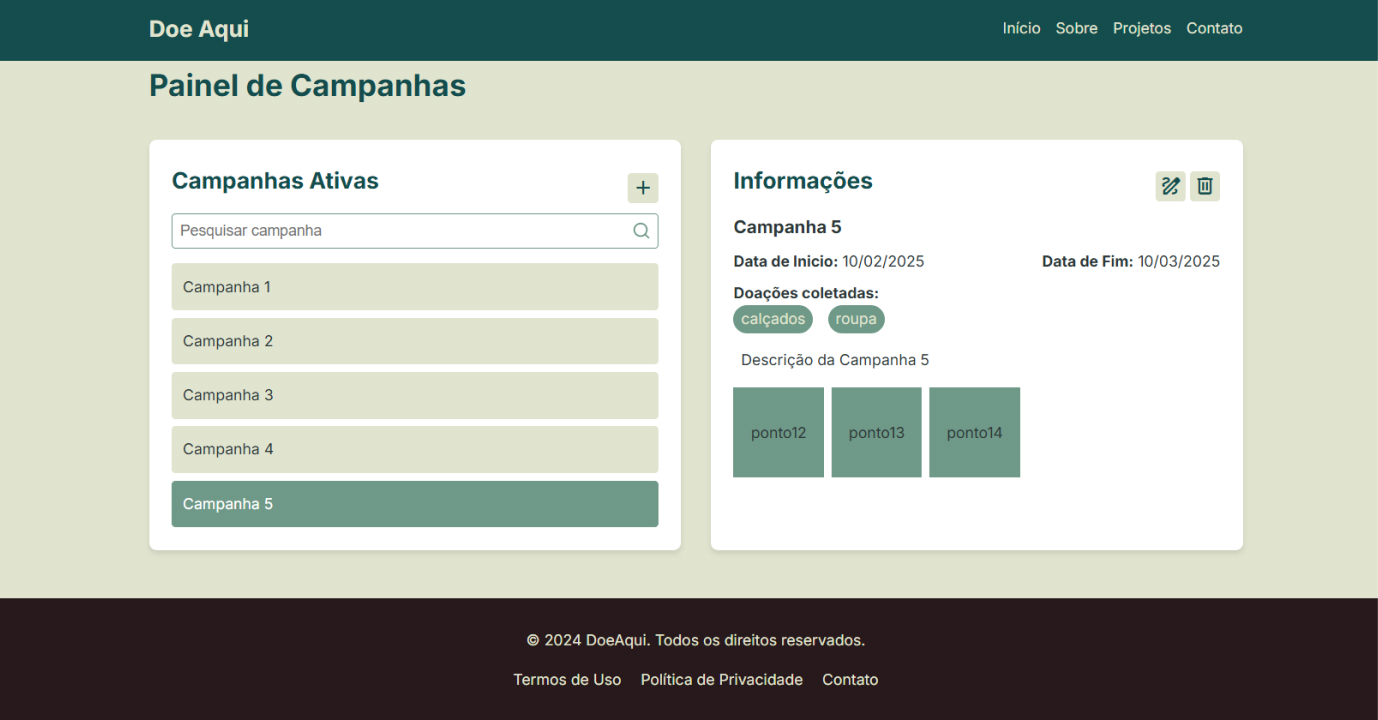 Doe Aqui
Início Sobre Projetos Contato
Painel de Campanhas
Campanhas Ativas
+
Pesquisar campanha
Campanha 1
Campanha 2
Campanha 3
Campanha 4
Campanha 5
Informações
Campanha 5
Data de Inicio: 10/02/2025 Data de Fim: 10/03/2025
Doações coletadas:
calçados roupa
Descrição da Campanha 5
ponto12 ponto13 ponto14
© 2024 DoeAqui. Todos os direitos reservados.
Termos de Uso Política de Privacidade Contato